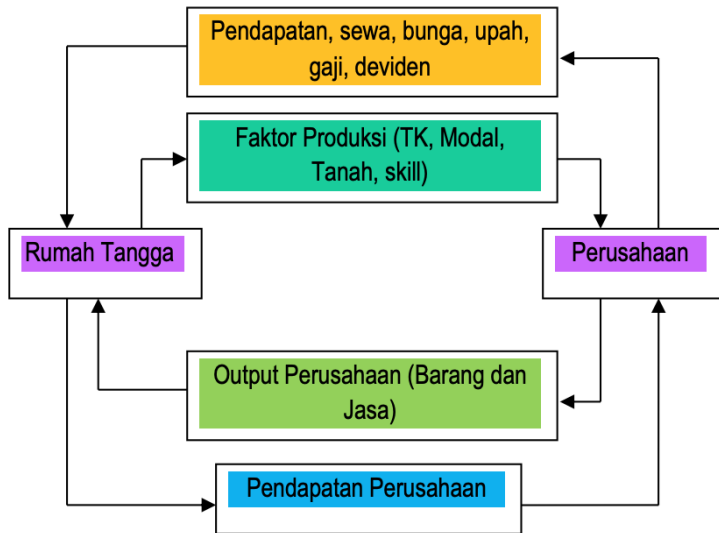 Pendapatan, sewa, bunga, upah,
gaji, deviden
Faktor Produksi (TK, Modal,
Tanah, skill)
Rumah Tangga
Perusahaan
Output Perusahaan (Barang dan
Jasa)
Pendapatan Perusahaan